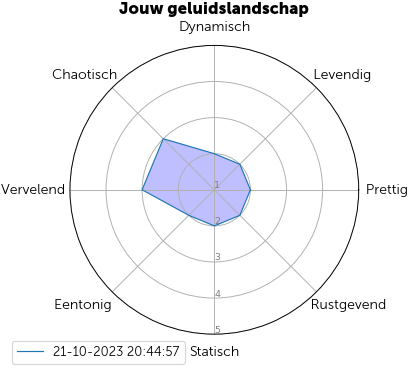 Jouw geluidslandschap
Dynamisch
Chaotisch
Levendig
Vervelend
1
Prettig
2
3
4
Eentonig
Rustgevend
5
21-10-2023 20:44:57
Statisch